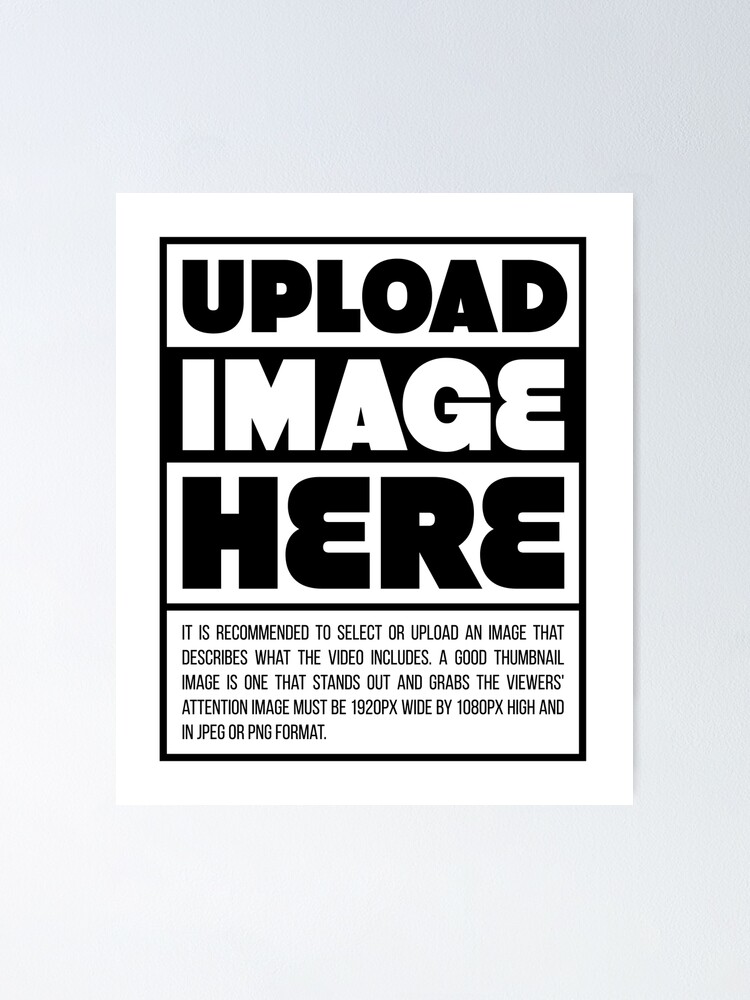 UPLOAD
IMAGE
HERE
IT IS RECOMMENDED TO SELECT OR UPLOAD AN IMAGE THAT
DESCRIBES WHAT THE VIDEO INCLUDES. A GOOD THUMBNAIL
IMAGE IS ONE THAT STANDS OUT AND GRABS THE VIEWERS'
ATTENTION IMAGE MUST BE 1920PX WIDE BY 1080PX HIGH AND
IN JPEG OR PNG FORMAT.